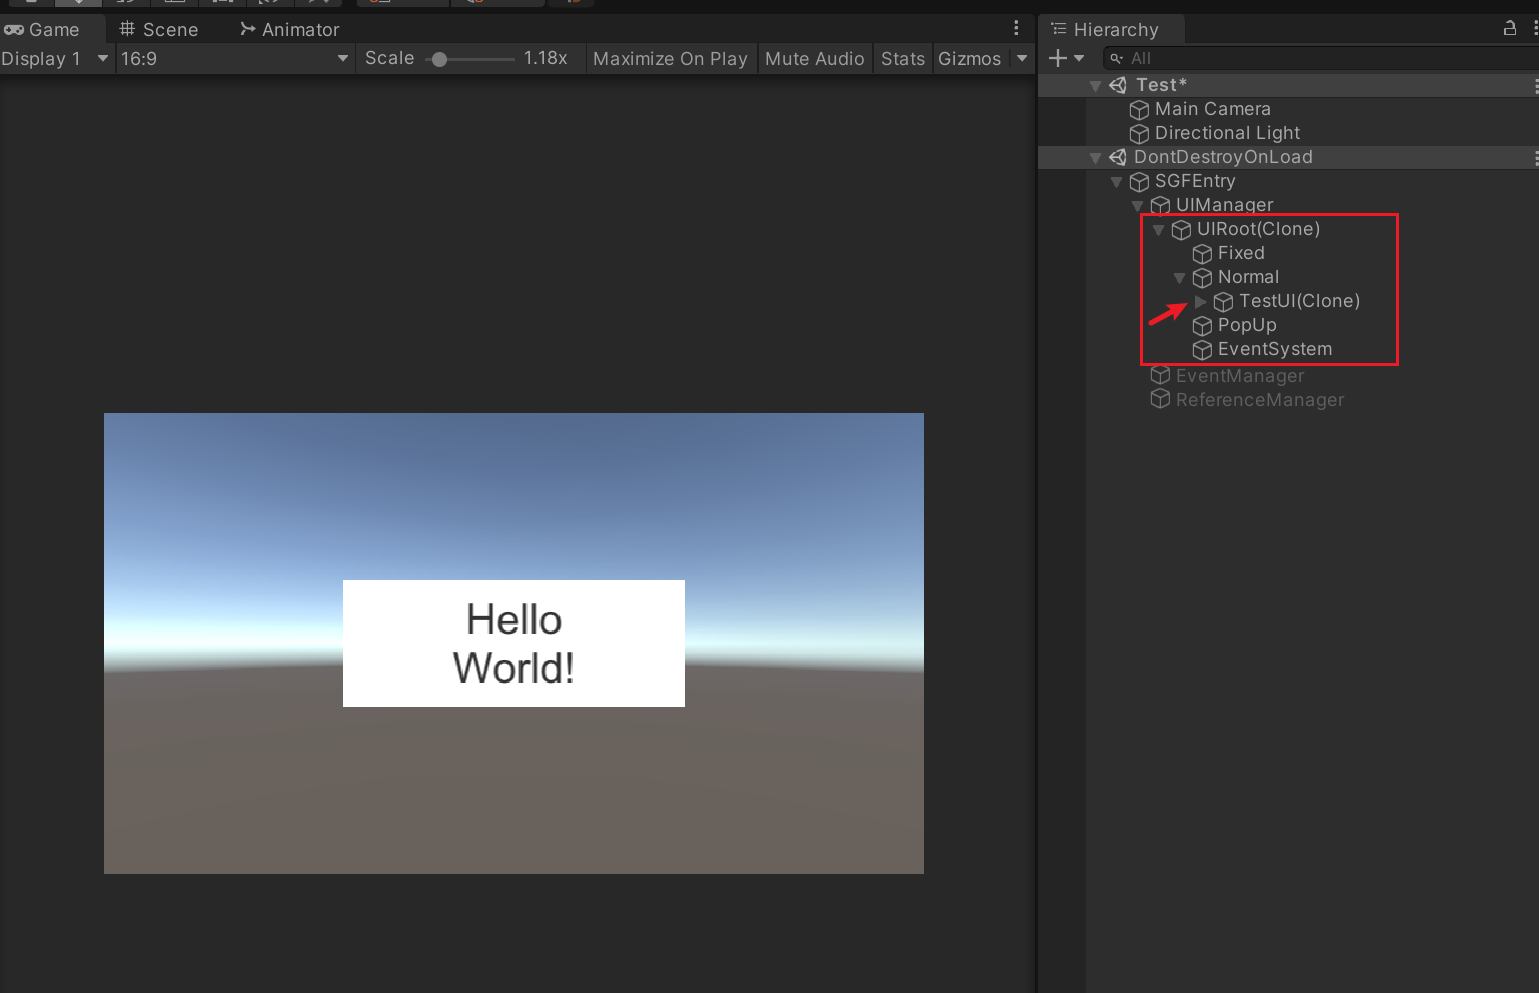 Game
Scene
Animator
Display 1
16:9
Scale
1.18x
Maximize On Play
Mute Audio
Stats
Gizmos
Hello
World!
Hierarchy
All
Test*
Main Camera
Directional Light
DontDestroyOnLoad
SGFEntry
UIManager
UIRoot(Clone)
Fixed
Normal
TestUI(Clone)
PopUp
EventSystem
EventManager
ReferenceManager